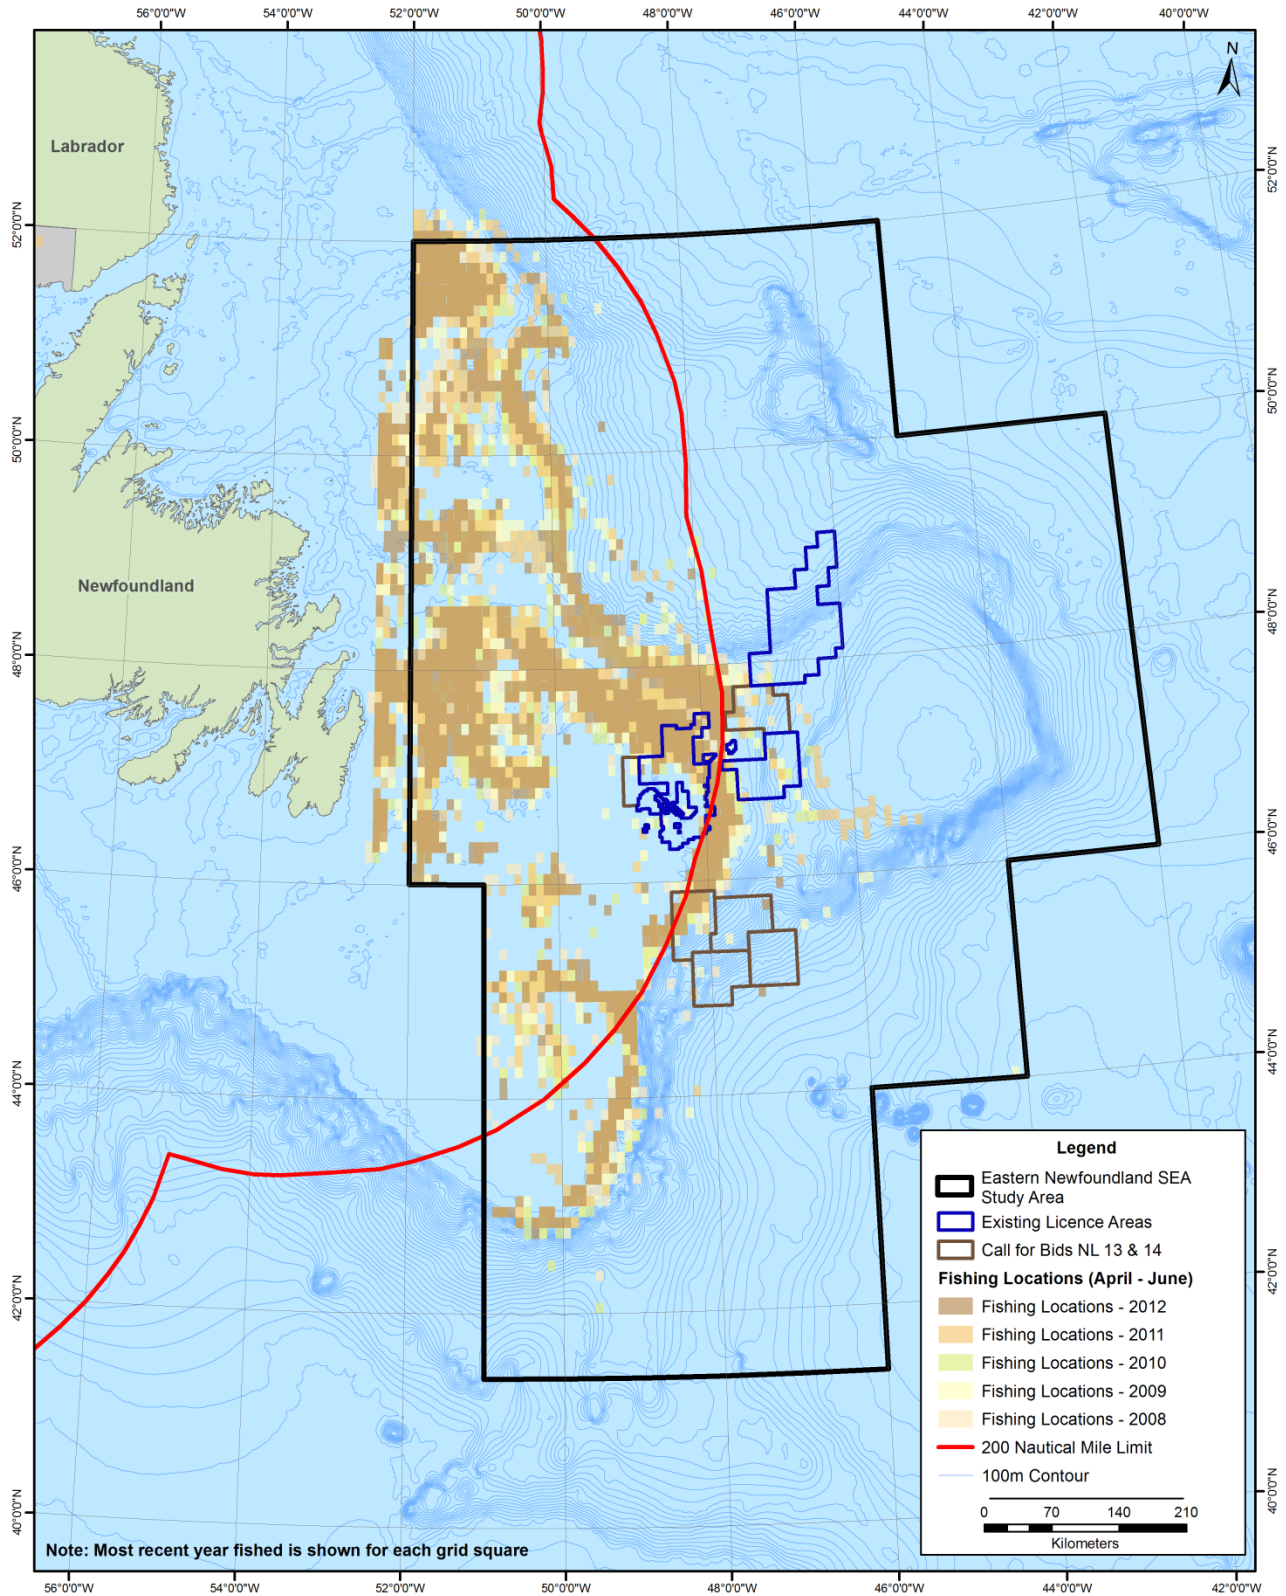 56°0'0"W 54°0'0"W 52°0'0"W 50°0'0"W 48°0'0"W 46°0'0"W 44°0'0"W 42°0'0"W 40°0'0"W
N
Labrador
52°0'0"N
52°0'0"N
50°0'0"N
50°0'0"N
Newfoundland
48°0'0"N
48°0'0"N
46°0'0"N
46°0'0"N
44°0'0"N
44°0'0"N
42°0'0"N
42°0'0"N
40°0'0"N
40°0'0"N
Legend
Eastern Newfoundland SEA
Study Area
Existing Licence Areas
Call for Bids NL 13 & 14
Fishing Locations (April - June)
Fishing Locations - 2012
Fishing Locations - 2011
Fishing Locations - 2010
Fishing Locations - 2009
Fishing Locations - 2008
200 Nautical Mile Limit
100m Contour
0 70 140 210
Kilometers
Note: Most recent year fished is shown for each grid square
56°0'0"W 54°0'0"W 52°0'0"W 50°0'0"W 48°0'0"W 46°0'0"W 44°0'0"W 42°0'0"W